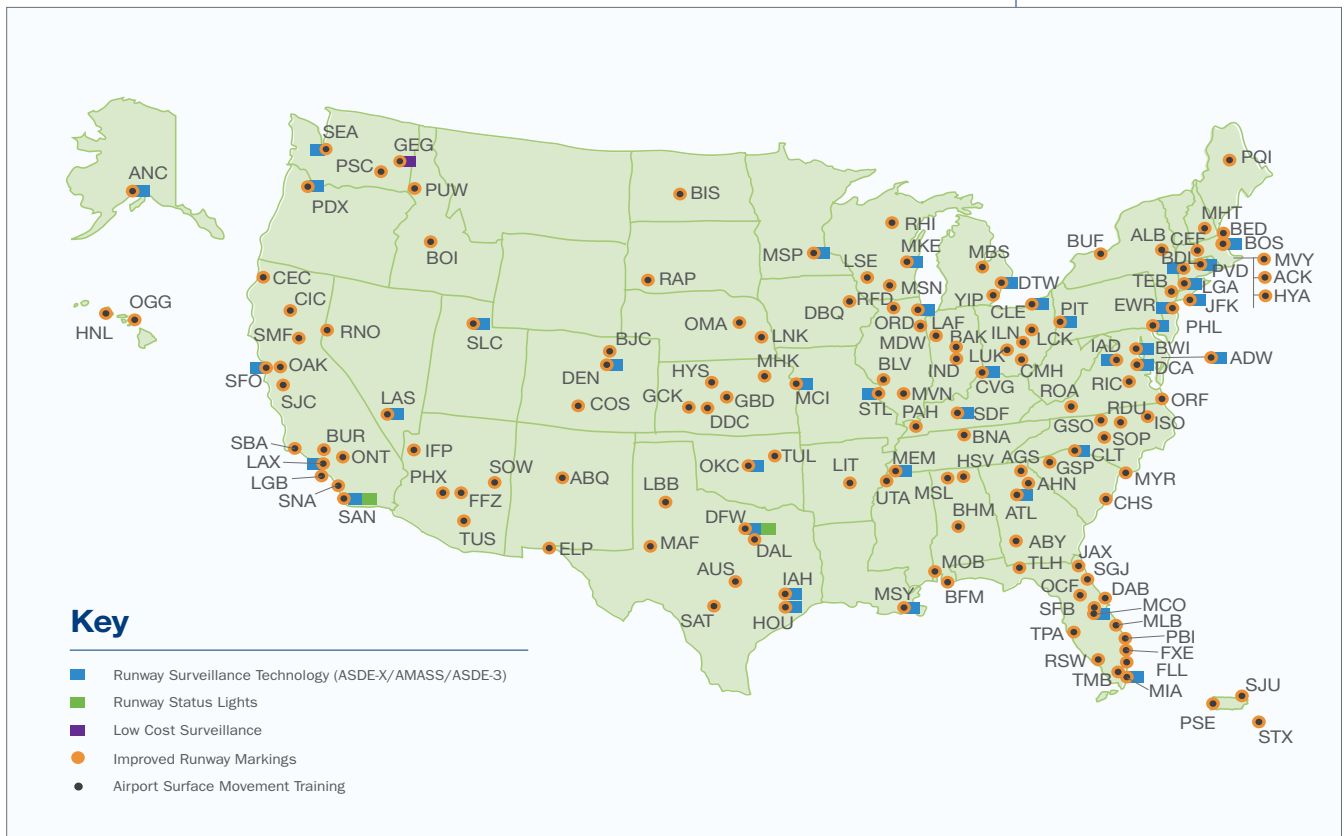 SEA
GEG
PSC
ANC
PUW
PDX
BIS
PQI
RHI
MHT
BED
BOS
ALB
CEF
BUF
MKE
MBS
MSP
BOI
LSE
BDL
PVD
MVY
ACK
HYA
CEC
RAP
MSN
DTW
YIP
TEB
LGA
JFK
CIC
OGG
HNL
DBQ
RFD
CLE
PIT
EWR
SMF
RNO
SLC
OMA
LNK
ORD
MDW
LAF
BAK
ILN
LCK
PHL
BJC
IAD
BWI
ADW
OAK
SFO
DEN
HYS
MHK
BLV
IND
LUK
CMH
DCA
SJC
LAS
COS
GCK
GBD
DDC
MCI
STL
MVN
CVG
ROA
RIC
ORF
PAH
SDF
GSO
RDU
ISO
SBA
BUR
ONT
IFP
BNA
SOP
LAX
LGB
SNA
SAN
PHX
SOW
FFZ
ABQ
OKC
TUL
LIT
MEM
HSV
AGS
GSP
CLT
MYR
LBB
UTA
MSL
AHN
ATL
CHS
TUS
ELP
MAF
DFW
DAL
BHM
ABY
AUS
IAH
MSY
MOB
BFM
TLH
JAX
SGJ
OCF
DAB
SAT
HOU
SFB
MCO
MLB
TPA
PBI
FXE
RSW
FLL
TMB
MIA
SJU
PSE
STX
Key
Runway Surveillance Technology (ASDE-X/AMASS/ASDE-3)
Runway Status Lights
Low Cost Surveillance
Improved Runway Markings
Airport Surface Movement Training